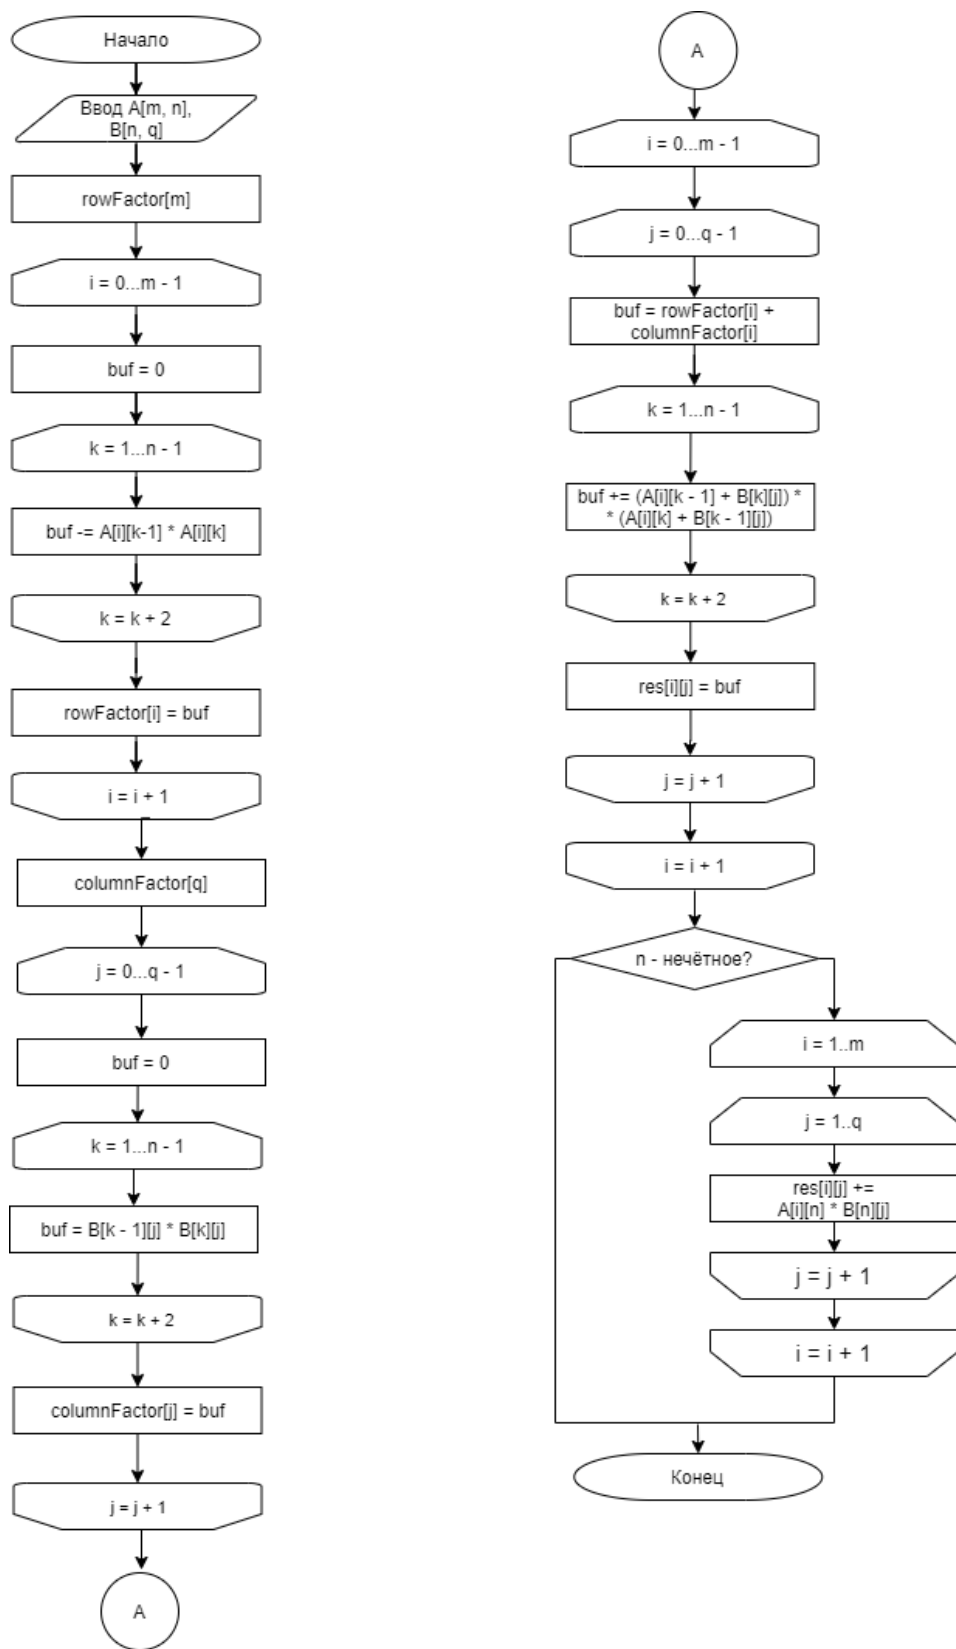 Начало
Ввод A[m, n],
B[n, q]
rowFactor[m]
i = 0...m - 1
buf = 0
k = 1...n - 1
buf -= A[i][k-1] * A[i][k]
k = k + 2
rowFactor[i] = buf
i = i + 1
columnFactor[q]
j = 0...q - 1
buf = 0
k = 1...n - 1
buf = B[k - 1][j] * B[k][j]
k = k + 2
columnFactor[j] = buf
j = j + 1
A
A
i = 0...m - 1
j = 0...q - 1
buf = rowFactor[i] +
columnFactor[i]
k = 1...n - 1
buf += (A[i][k - 1] + B[k][j]) *
* (A[i][k] + B[k - 1][j])
k = k + 2
res[i][j] = buf
j = j + 1
i = i + 1
n - нечётное?
i = 1..m
j = 1..q
res[i][j] +=
A[i][n] * B[n][j]
j = j + 1
i = i + 1
Конец